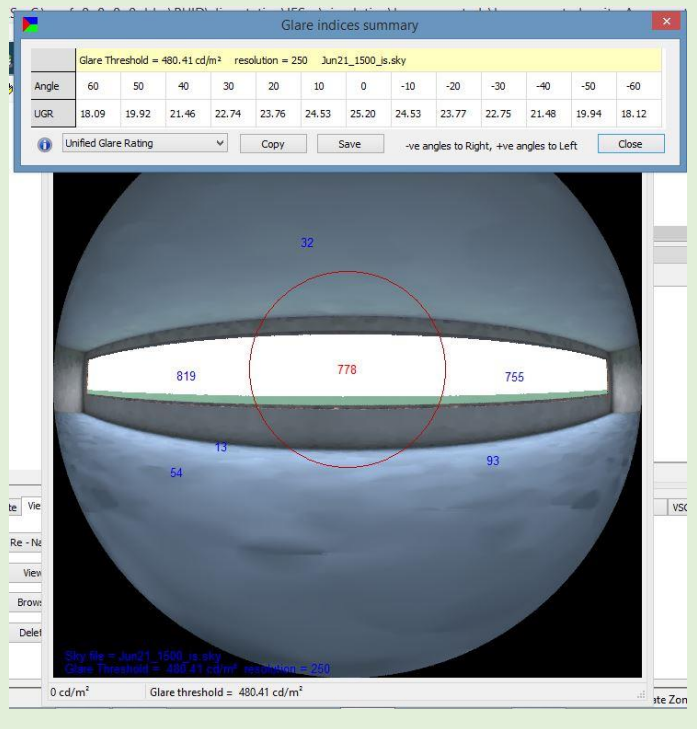 Glare indices summary
Glare Threshold = 480.41 cd/m² resolution = 250 Jun21_1500_is.sky
Angle 60 50 40 30 20 10 0 -10 -20 -30 -40 -50 -60
UGR 18.09 19.92 21.46 22.74 23.76 24.53 25.20 24.53 23.77 22.75 21.48 19.94 18.12
Unified Glare Rating Copy Save -ve angles to Right, +ve angles to Left Close
32
819 778 755
13
54 93
Vie VSC
Re - Na
View
Brows
Delet
Sky file = Jun21_1500_is.sky
Glare Threshold = 480.41 cd/m² resolution = 250
0 cd/m² Glare threshold = 480.41 cd/m²
ate Zon